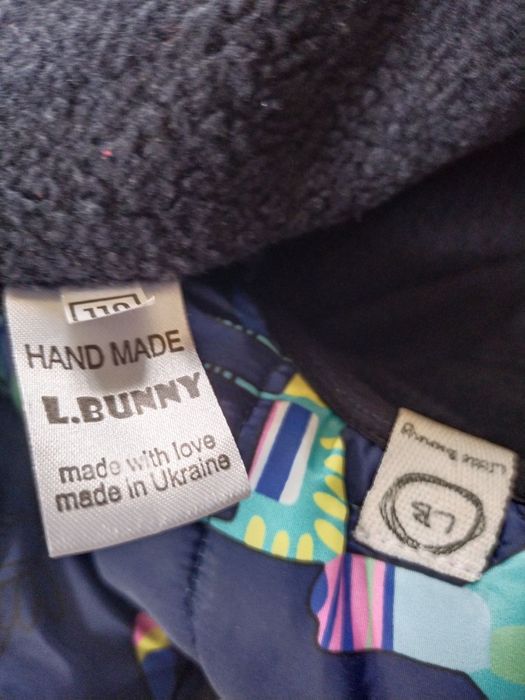 110
HAND MADE
L.BUNNY
made with love
made in Ukraine
Little Bunny
LB